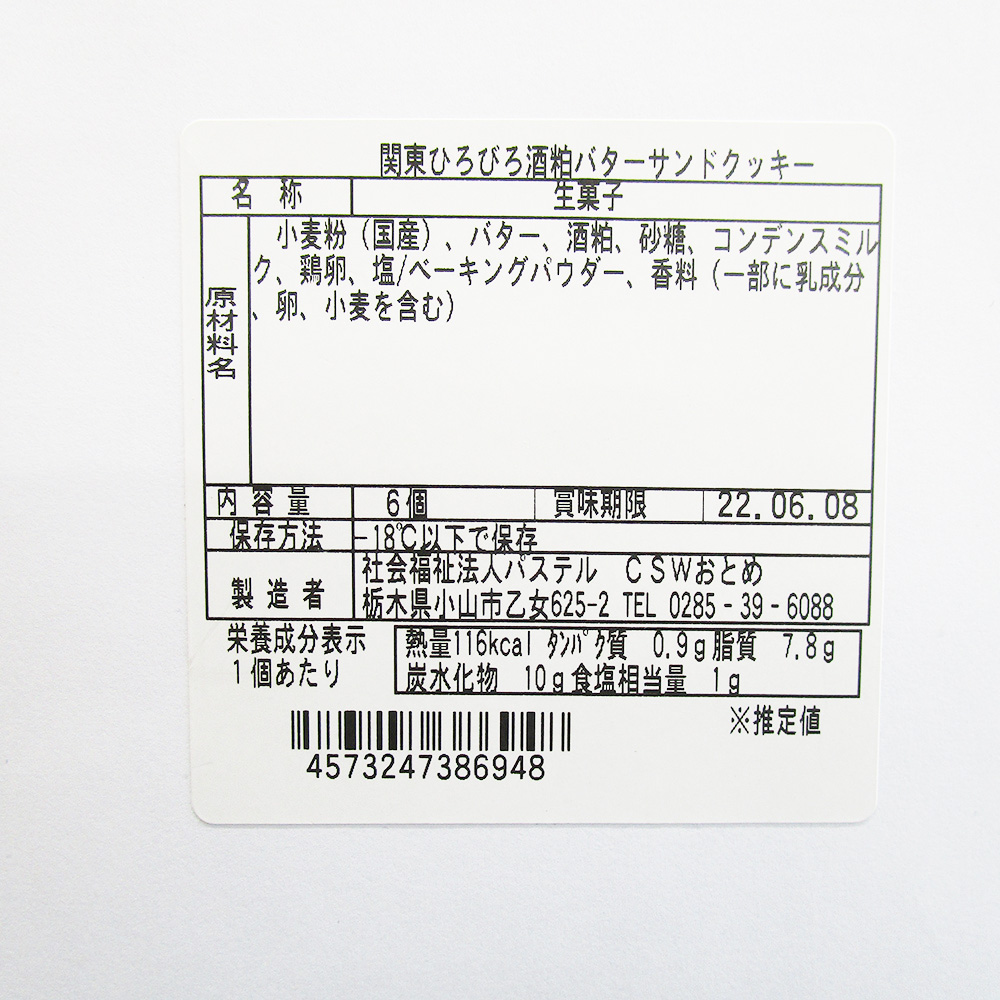 関東ひろびろ酒粕バターサンドクッキー
名 称 生菓子
原材料名
小麦粉（国産）、バター、酒粕、砂糖、コンデンスミル
ク、鶏卵、塩/ベーキングパウダー、香料（一部に乳成分
、卵、小麦を含む）
内容量 6個 賞味期限 22.06.08
保存方法 -18℃以下で保存
製造者
社会福祉法人パステル ＣＳＷおとめ
栃木県小山市乙女625-2 TEL 0285-39-6088
栄養成分表示
1個あたり
熱量116kcal ﾀﾝﾊﾟｸ質 0.9g脂質 7.8g
炭水化物 10g食塩相当量 1g
※推定値
4573247386948